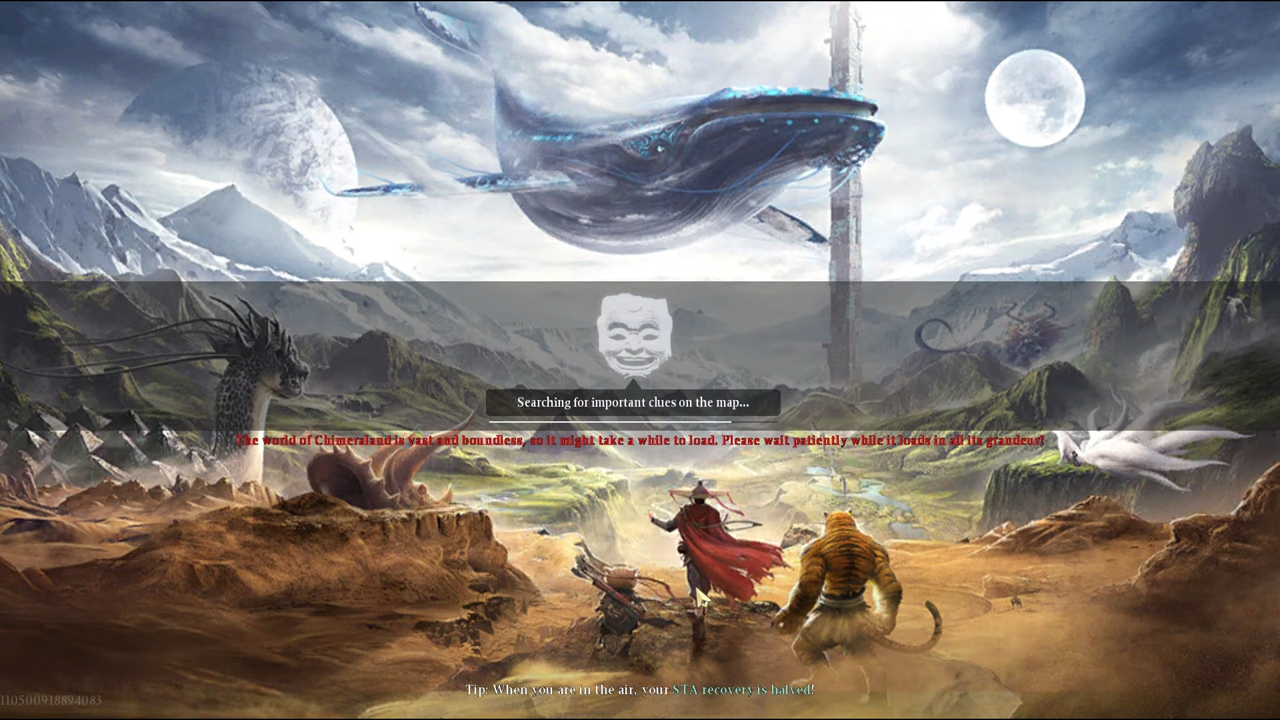 Searching for important clues on the map...
The world of Chimeraland is vast and boundless, so it might take a while to load. Please wait patiently while it loads in all its grandeur!
Tip: When you are in the air, your STA recovery is halved!
110500918894083